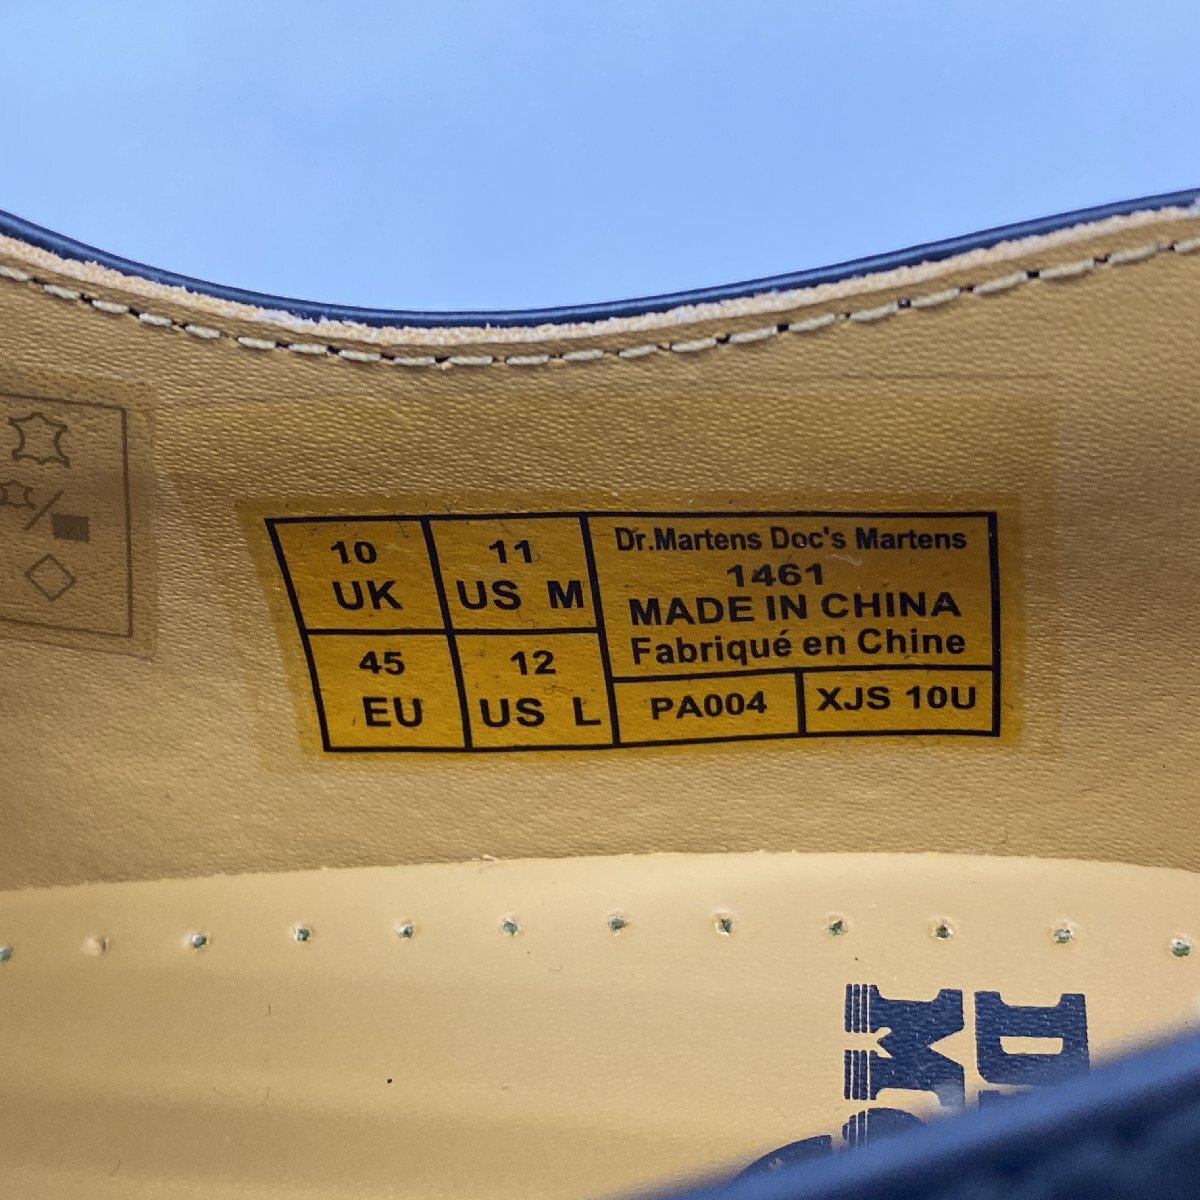 10
UK
11
US M
45
EU
12
US L
Dr.Martens Doc's Martens
1461
MADE IN CHINA
Fabriqué en Chine
PA004
XJS 10U